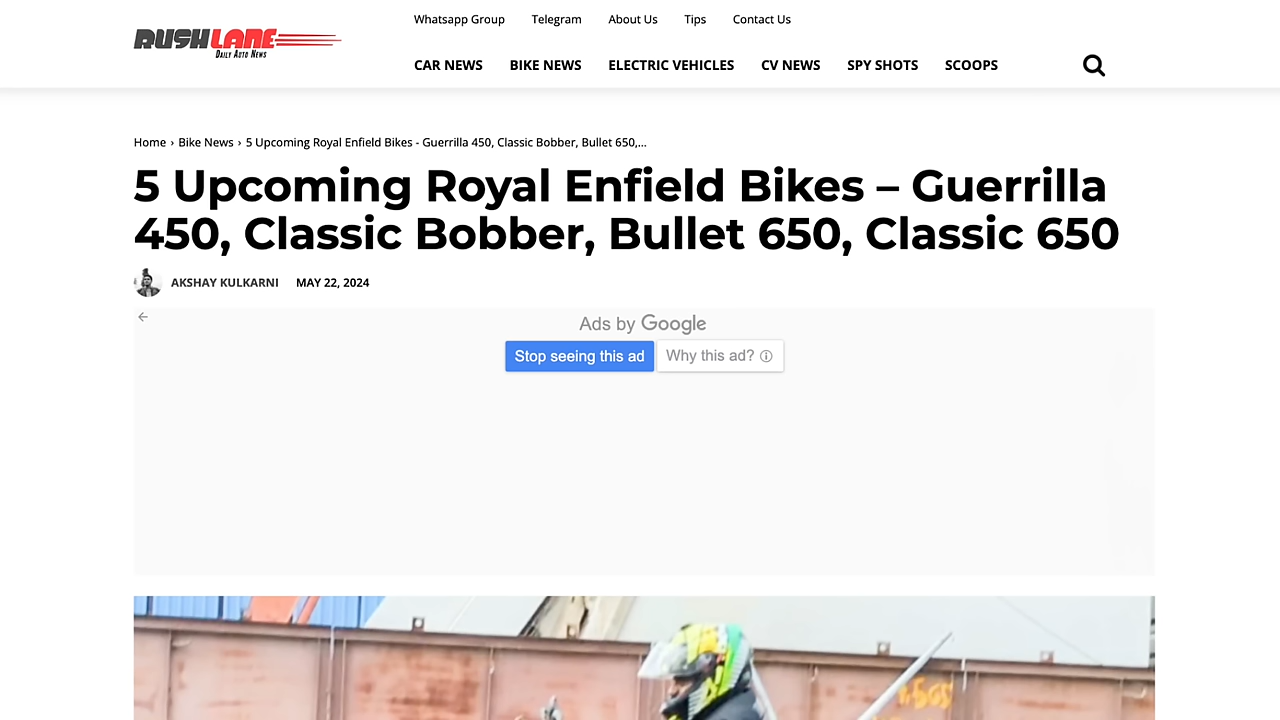 Whatsapp Group Telegram About Us Tips Contact Us
RUSHLANE
DAILY AUTO NEWS
CAR NEWS BIKE NEWS ELECTRIC VEHICLES CV NEWS SPY SHOTS SCOOPS
Home › Bike News › 5 Upcoming Royal Enfield Bikes - Guerrilla 450, Classic Bobber, Bullet 650,...
5 Upcoming Royal Enfield Bikes – Guerrilla
450, Classic Bobber, Bullet 650, Classic 650
AKSHAY KULKARNI MAY 22, 2024
Ads by Google
Stop seeing this ad Why this ad?